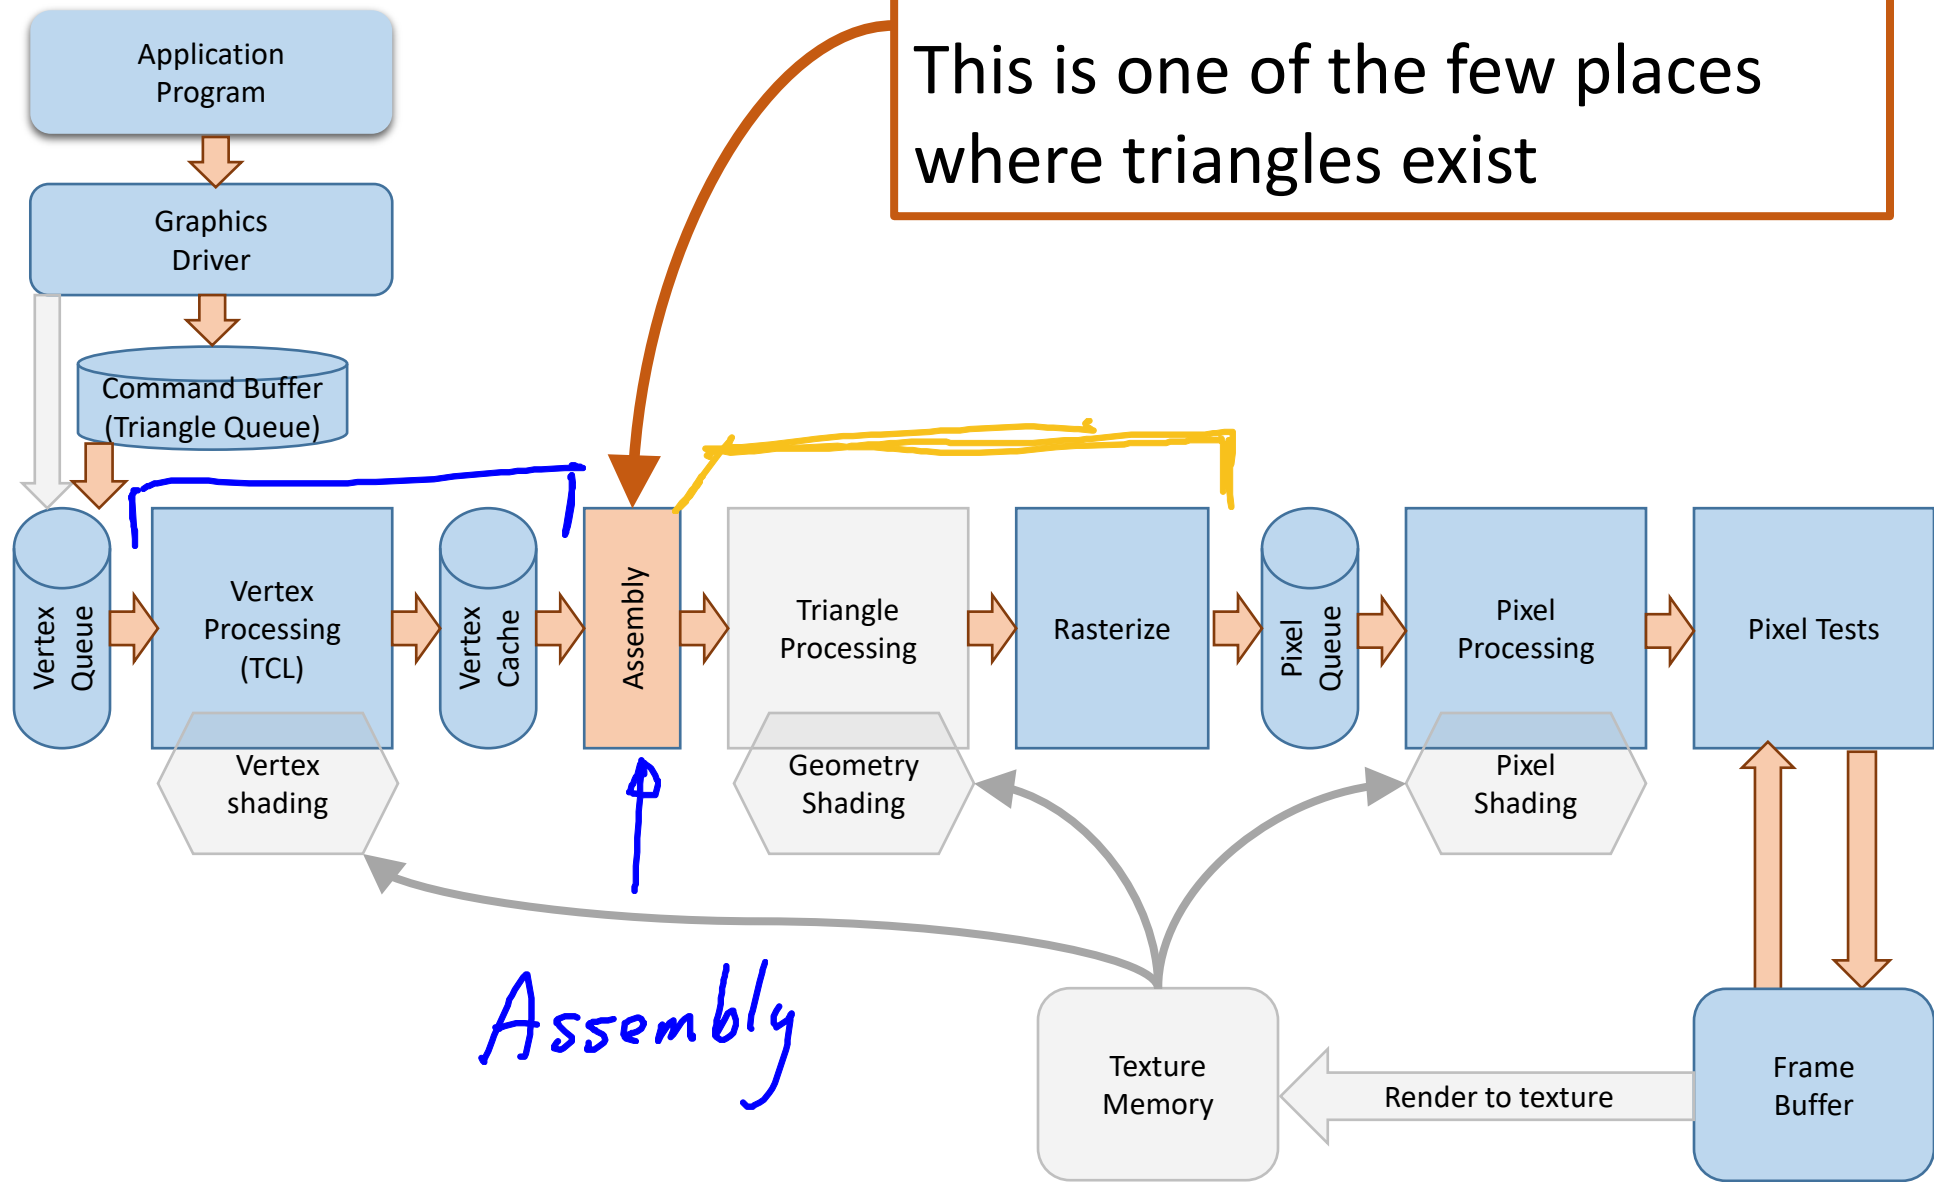 This is one of the few places
where triangles exist
Application
Program
Graphics
Driver
Command Buffer
(Triangle Queue)
Vertex
Queue
Vertex
Processing
(TCL)
Vertex
shading
Vertex
Cache
Assembly
Triangle
Processing
Geometry
Shading
Rasterize
Pixel
Queue
Pixel
Processing
Pixel
Shading
Pixel Tests
Assembly
Texture
Memory
Render to texture
Frame
Buffer